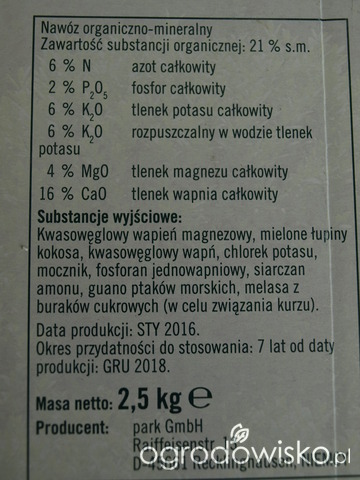 Nawóz organiczno-mineralny
Zawartość substancji organicznej: 21 % s.m.
6 % N azot całkowity
2 % P₂O₅ fosfor całkowity
6 % K₂O tlenek potasu całkowity
6 % K₂O rozpuszczalny w wodzie tlenek
potasu
4 % MgO tlenek magnezu całkowity
16 % CaO tlenek wapnia całkowity
Substancje wyjściowe:
Kwasowęglowy wapień magnezowy, mielone łupiny
kokosa, kwasowęglowy wapń, chlorek potasu,
mocznik, fosforan jednowapniowy, siarczan
amonu, guano ptaków morskich, melasa z
buraków cukrowych (w celu związania kurzu).
Data produkcji: STY 2016.
Okres przydatności do stosowania: 7 lat od daty
produkcji: GRU 2018.
Masa netto: 2,5 kg ℮
Producent: park GmbH
Raiffeisenstr.
Recklinghausen,
ogrodowisko.pl